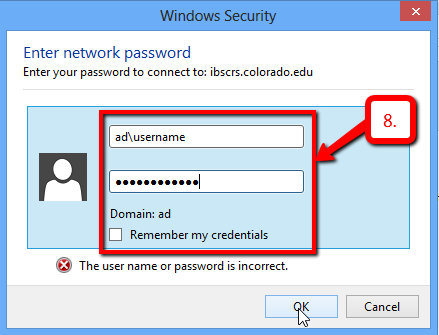 Windows Security
Enter network password
Enter your password to connect to: ibscrs.colorado.edu
8.
ad\username
●●●●●●●●●●●●
Domain: ad
Remember my credentials
The user name or password is incorrect.
OK
Cancel